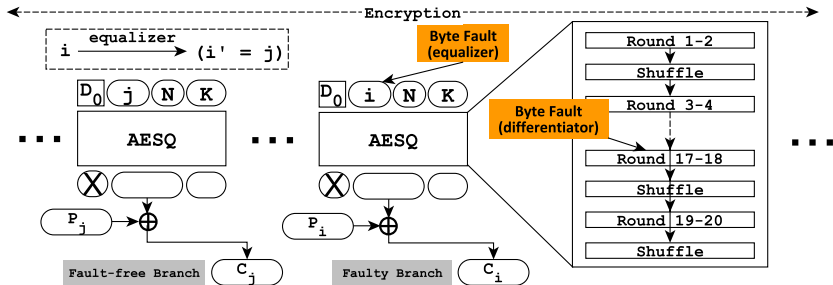 Encryption
equalizer
i (i' = j)
Byte Fault
(equalizer)
Round 1-2
Shuffle
Round 3-4
D0 j N K
D0 i N K
Byte Fault
(differentiator)
... AESQ ... AESQ ...
Round 17-18
X
X
Shuffle
Pj
Pi
Round 19-20
Shuffle
Fault-free Branch
Cj
Faulty Branch
Ci